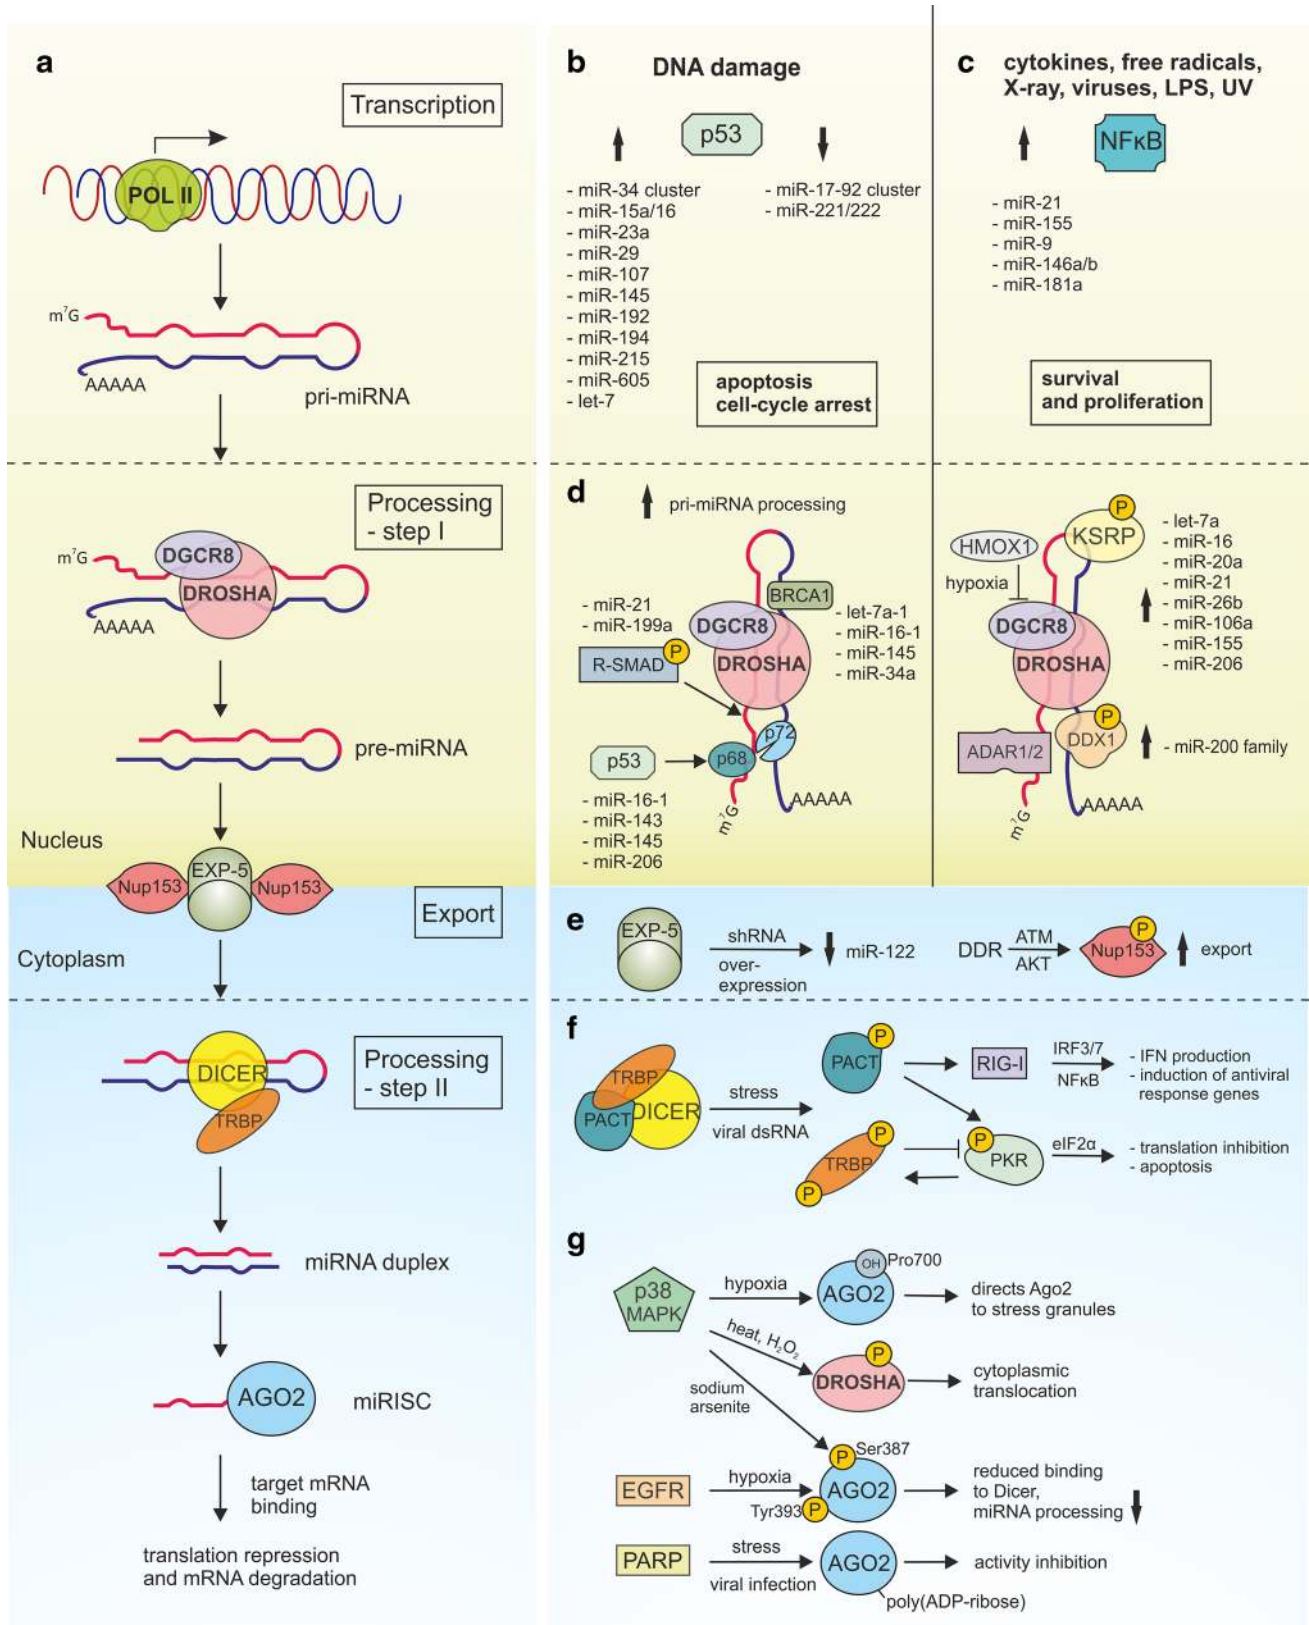 a
Transcription
POL II
m⁷G
AAAAA
pri-miRNA
Processing
- step I
m⁷G
DGCR8
DROSHA
AAAAA
pre-miRNA
Nucleus
Nup153
EXP-5
Nup153
Export
Cytoplasm
DICER
TRBP
Processing
- step II
miRNA duplex
AGO2
miRISC
target mRNA
binding
translation repression
and mRNA degradation
b
DNA damage
p53
- miR-34 cluster
- miR-15a/16
- miR-23a
- miR-29
- miR-107
- miR-145
- miR-192
- miR-194
- miR-215
- miR-605
- let-7
- miR-17-92 cluster
- miR-221/222
apoptosis
cell-cycle arrest
c
cytokines, free radicals,
X-ray, viruses, LPS, UV
NFκB
- miR-21
- miR-155
- miR-9
- miR-146a/b
- miR-181a
survival
and proliferation
d
pri-miRNA processing
- miR-21
- miR-199a
R-SMAD
P
BRCA1
DGCR8
DROSHA
- let-7a-1
- miR-16-1
- miR-145
- miR-34a
p53
p68
p72
m⁷G
AAAAA
- miR-16-1
- miR-143
- miR-145
- miR-206
HMOX1
hypoxia
P
KSRP
DGCR8
DROSHA
- let-7a
- miR-16
- miR-20a
- miR-21
- miR-26b
- miR-106a
- miR-155
- miR-206
ADAR1/2
P
DDX1
- miR-200 family
m⁷G
AAAAA
e
EXP-5
shRNA
over-
expression
miR-122
DDR
ATM
AKT
P
Nup153
export
f
TRBP
PACT
DICER
stress
viral dsRNA
P
PACT
RIG-I
IRF3/7
NFκB
- IFN production
- induction of antiviral
response genes
P
TRBP
P
P
PKR
eIF2α
- translation inhibition
- apoptosis
g
p38
MAPK
hypoxia
OH
Pro700
AGO2
directs Ago2
to stress granules
heat, H₂O₂
P
DROSHA
cytoplasmic
translocation
sodium
arsenite
P
Ser387
EGFR
hypoxia
Tyr393
P
AGO2
reduced binding
to Dicer,
miRNA processing
PARP
stress
viral infection
AGO2
poly(ADP-ribose)
activity inhibition